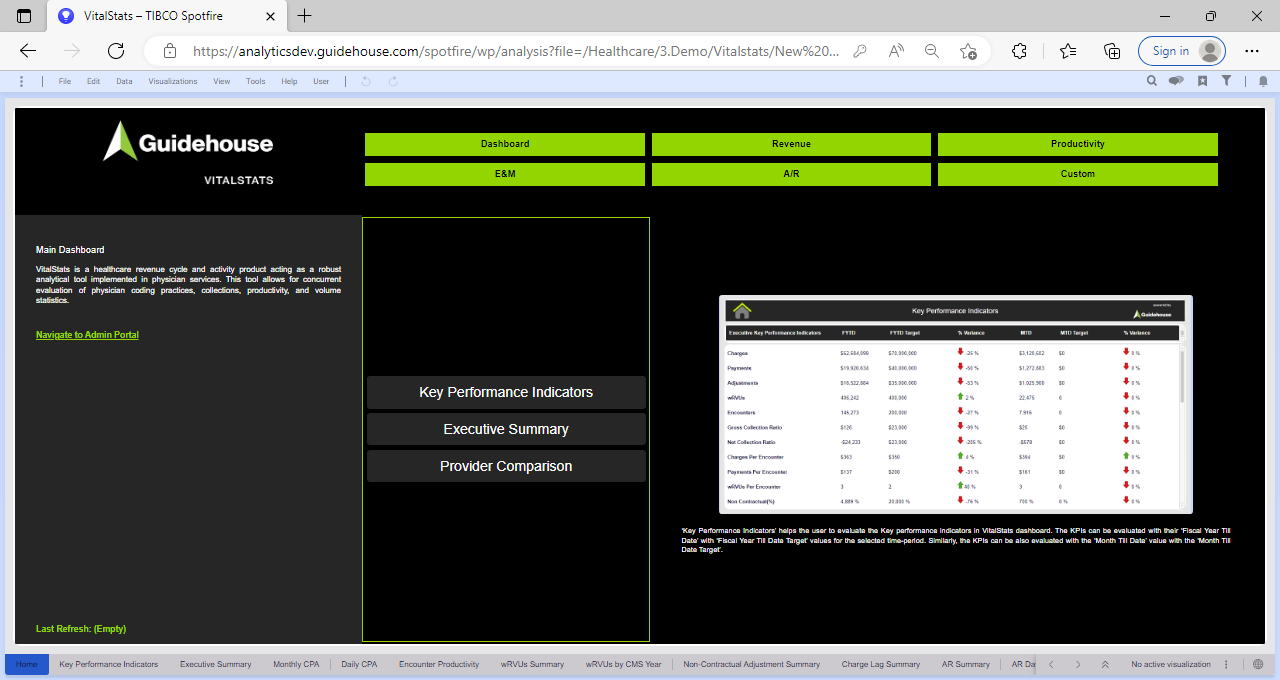 VitalStats – TIBCO Spotfire
https://analyticsdev.guidehouse.com/spotfire/wp/analysis?file=/Healthcare/3.Demo/Vitalstats/New%20...
Sign in
File Edit Data Visualizations View Tools Help User
Guidehouse
VITALSTATS
Dashboard Revenue Productivity
E&M A/R Custom
Main Dashboard
VitalStats is a healthcare revenue cycle and activity product acting as a robust
analytical tool implemented in physician services. This tool allows for concurrent
evaluation of physician coding practices, collections, productivity, and volume
statistics.
Navigate to Admin Portal
Last Refresh: (Empty)
Key Performance Indicators
Executive Summary
Provider Comparison
Key Performance Indicators
Guidehouse
Executive Key Performance Indicators FYTD FYTD Target % Variance MTD MTD Target % Variance
Charges $52,584,090 $70,000,000 -25 % $3,120,602 $0 0 %
Payments $19,920,634 $40,000,000 -50 % $1,272,683 $0 0 %
Adjustments $16,522,804 $35,000,000 -53 % $1,025,900 $0 0 %
wRVUs 406,242 400,000 2 % 22,475 0 0 %
Encounters 145,273 200,000 -27 % 7,915 0 0 %
Gross Collection Ratio $126 $23,000 -99 % $25 $0 0 %
Net Collection Ratio -$24,233 $23,000 -205 % -$570 $0 0 %
Charges Per Encounter $363 $350 4 % $394 $0 0 %
Payments Per Encounter $137 $200 -31 % $161 $0 0 %
wRVUs Per Encounter 3 2 40 % 3 0 0 %
Non Contractual(%) 4,889 % 20,000 % -76 % 700 % 0 % 0 %
'Key Performance Indicators' helps the user to evaluate the Key performance indicators in VitalStats dashboard. The KPIs can be evaluated with their 'Fiscal Year Till
Date' with 'Fiscal Year Till Date Target' values for the selected time-period. Similarly, the KPIs can be also evaluated with the 'Month Till Date' value with the 'Month Till
Date Target'.
Home Key Performance Indicators Executive Summary Monthly CPA Daily CPA Encounter Productivity wRVUs Summary wRVUs by CMS Year Non-Contractual Adjustment Summary Charge Lag Summary AR Summary AR Da No active visualization